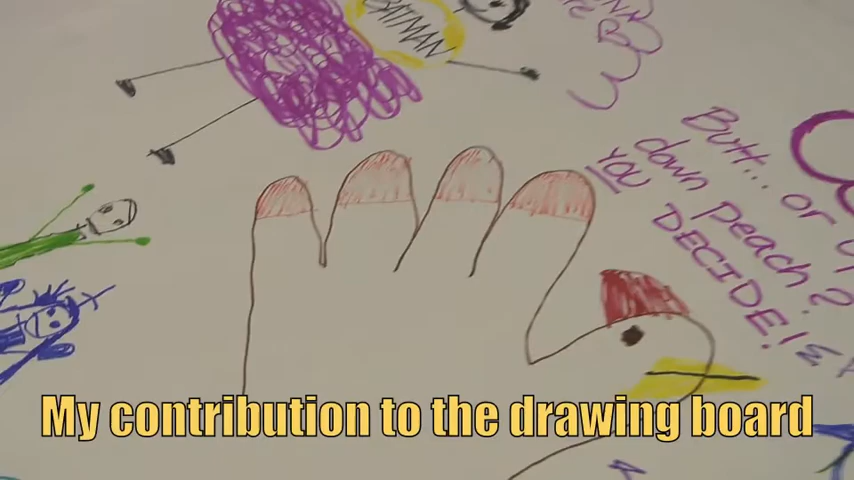 BATMAN
Butt... or u
down Peach?
YOU DECIDE!
My contribution to the drawing board